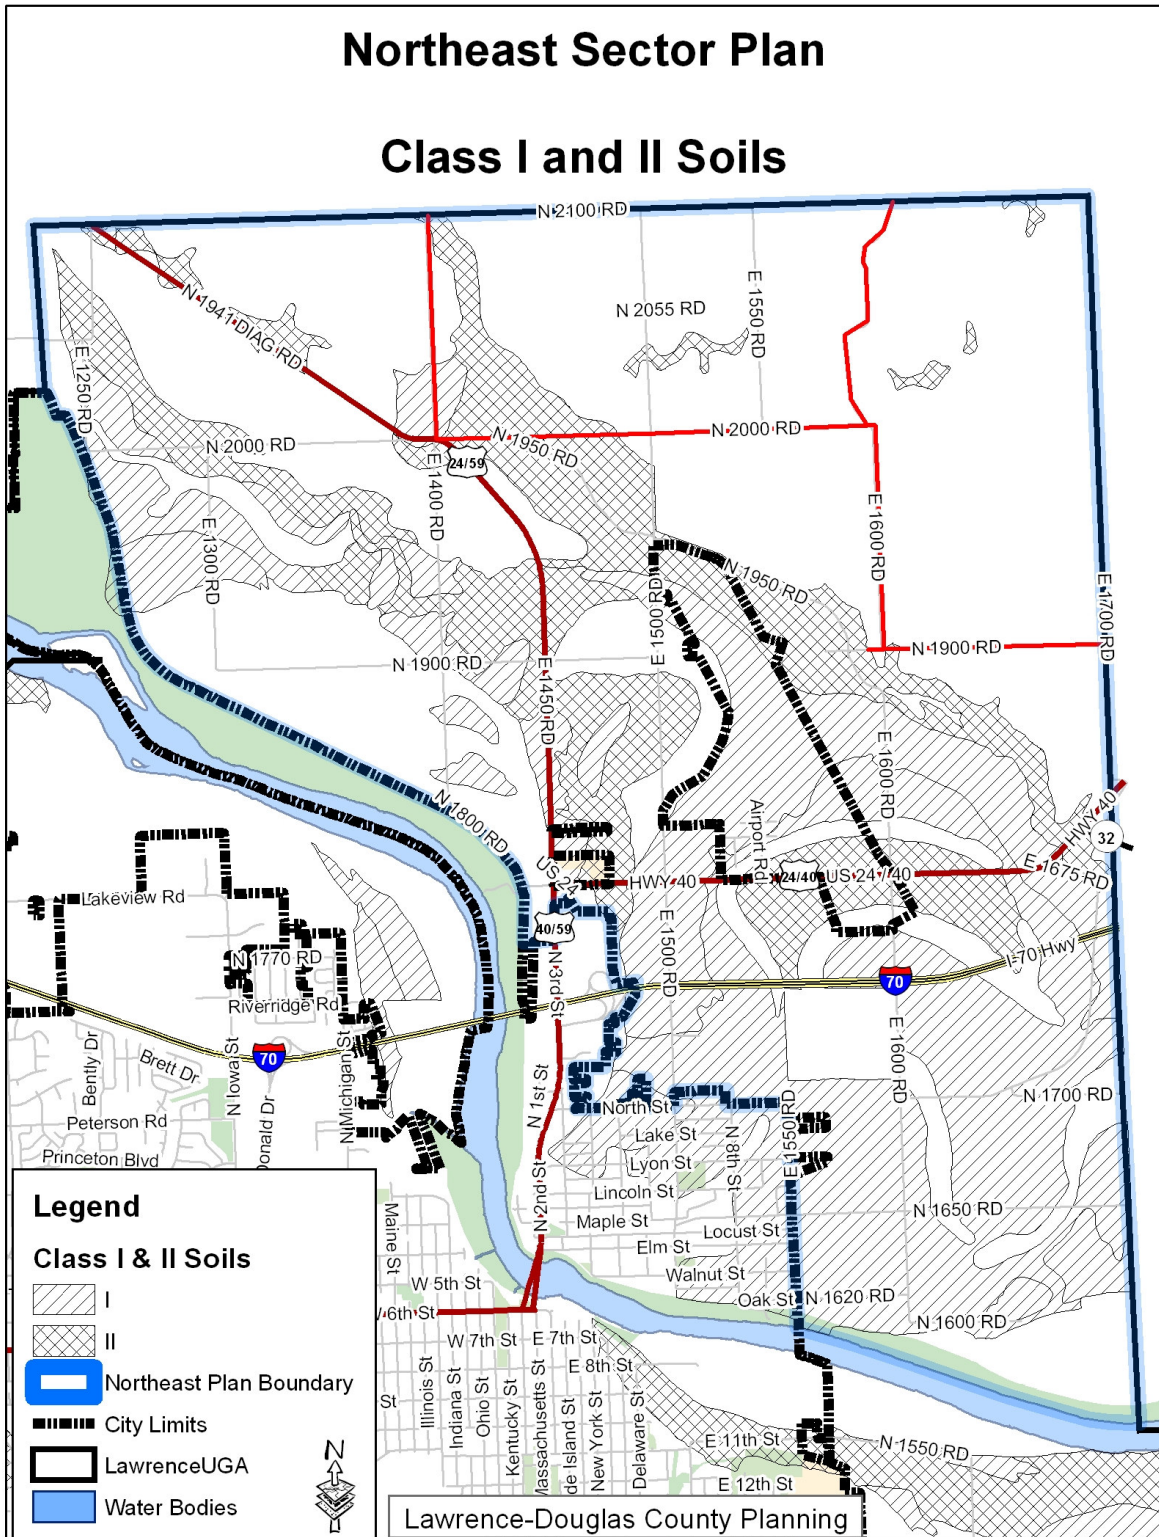 Northeast Sector Plan
Class I and II Soils
N 2100 RD
N 1941 DIAG RD
N 2055 RD
E 1550 RD
E 1250 RD
N 2000 RD
N 1950 RD
N 2000 RD
24/59
E 1400 RD
E 1300 RD
E 1600 RD
N 1950 RD
E 1500 RD
E 1700 RD
N 1900 RD
N 1900 RD
E 1450 RD
E 1600 RD
N 1800 RD
Airport Rd
HWY 40
32
US 24
HWY 40
24/40
US 24 / 40
E 1675 RD
Lakeview Rd
40/59
E 1500 RD
N 1770 RD
N 3rd St
I-70 Hwy
70
Riverridge Rd
70
Bently Dr
Brett Dr
N Iowa St
N Michigan St
E 1600 RD
N 1st St
North St
E 1550 RD
N 1700 RD
Peterson Rd
Lake St
N 8th St
Princeton Blvd
Lyon St
Lincoln St
N 2nd St
Maple St
Locust St
N 1650 RD
Maine St
Elm St
Walnut St
W 5th St
Oak St
N 1620 RD
6th St
N 1600 RD
W 7th St
E 7th St
E 8th St
Illinois St
Indiana St
Ohio St
Kentucky St
Massachusetts St
New York St
Delaware St
E 11th St
N 1550 RD
E 12th St
Legend
Class I & II Soils
I
II
Northeast Plan Boundary
City Limits
LawrenceUGA
Water Bodies
N
Lawrence-Douglas County Planning